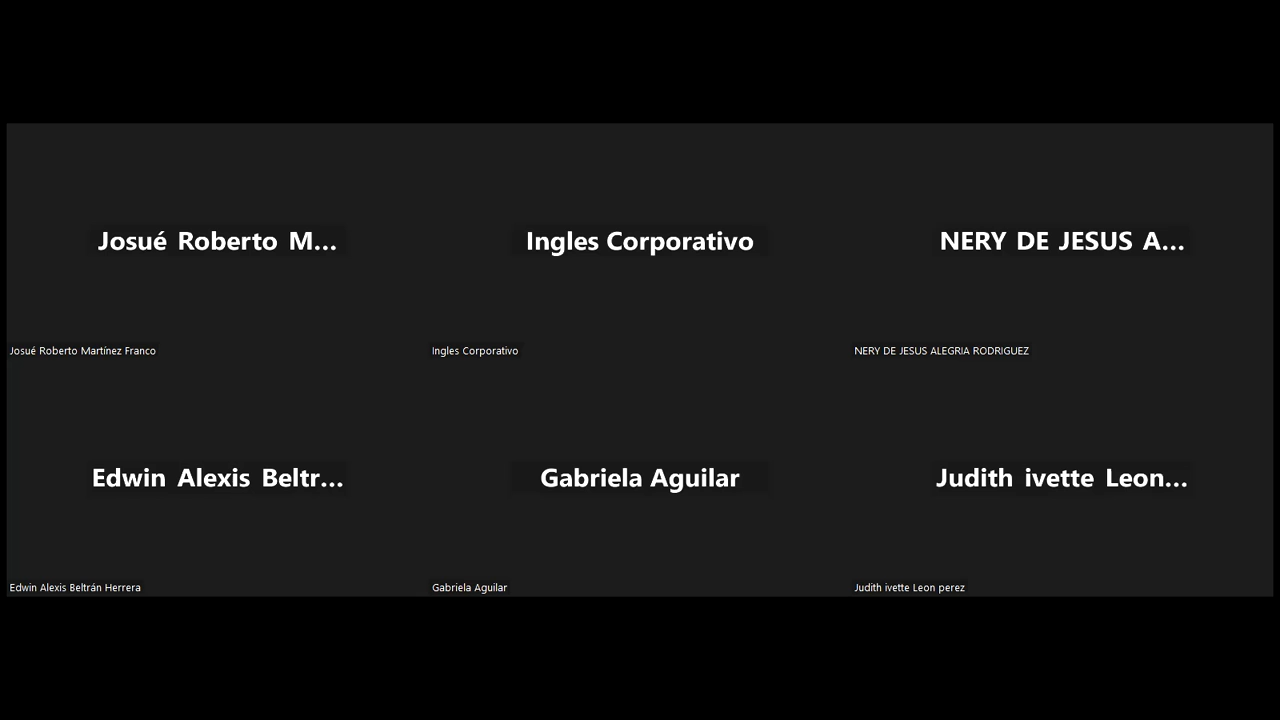 Josué Roberto M...
Ingles Corporativo
NERY DE JESUS A...
Josué Roberto Martínez Franco
Ingles Corporativo
NERY DE JESUS ALEGRIA RODRIGUEZ
Edwin Alexis Beltr...
Gabriela Aguilar
Judith ivette Leon...
Edwin Alexis Beltrán Herrera
Gabriela Aguilar
Judith ivette Leon perez